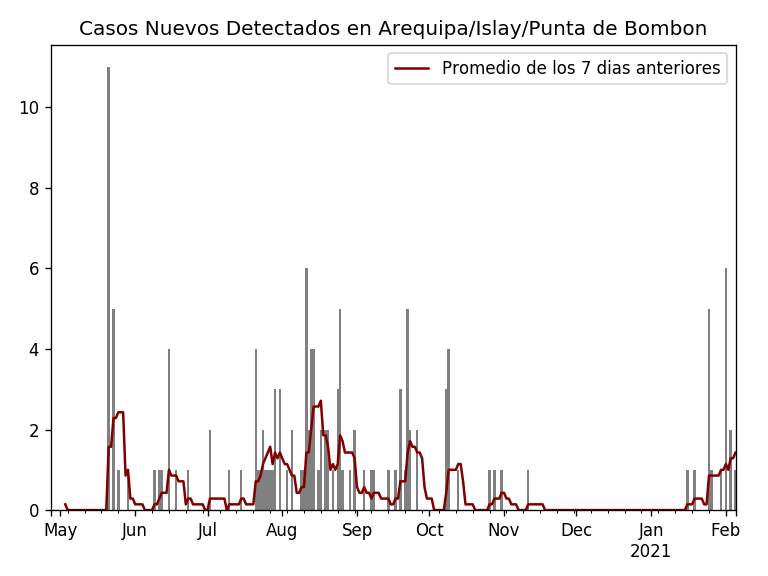 Casos Nuevos Detectados en Arequipa/Islay/Punta de Bombon
Promedio de los 7 dias anteriores
10
8
6
4
2
0
May Jun Jul Aug Sep Oct Nov Dec Jan Feb
2021